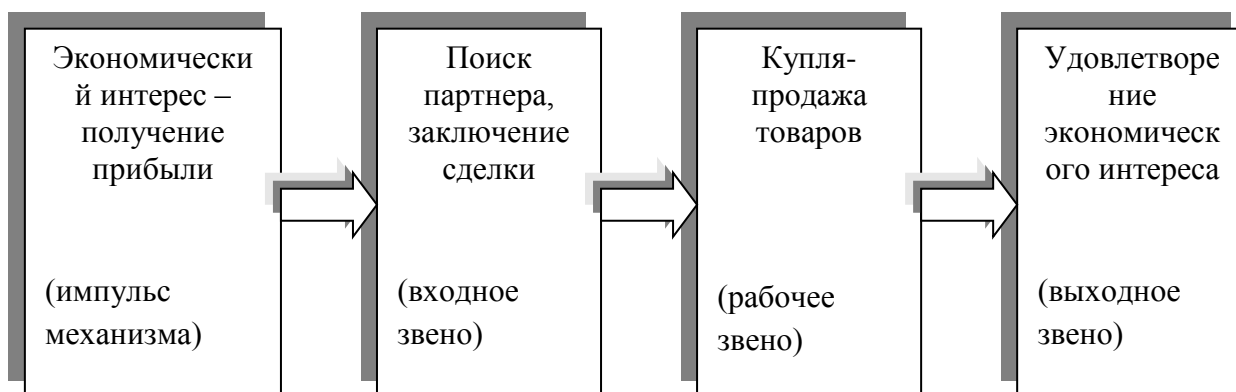 Экономически
й интерес –
получение
прибыли
(импульс
механизма)
Поиск
партнера,
заключение
сделки
(входное
звено)
Купля-
продажа
товаров
(рабочее
звено)
Удовлетворе
ние
экономическ
ого интереса
(выходное
звено)